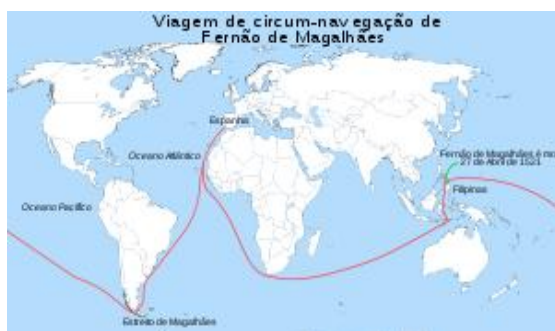 Viagem de circum-navegação de
Fernão de Magalhães
Espanha
Oceano Atlântico
Fernão de Magalhães é mo
27 de Abril de 1521
Filipinas
Oceano Pacífico
Estreito de Magalhães